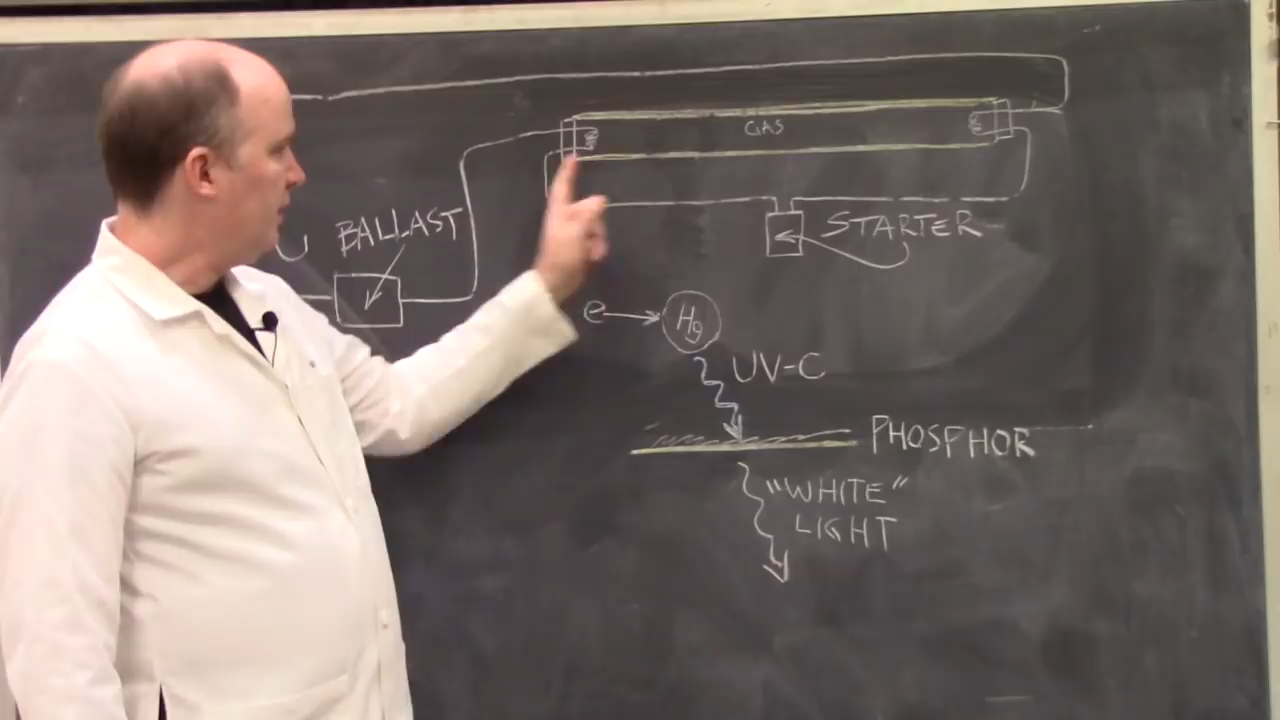 GAS
BALLAST
STARTER
e
Hg
UV-C
PHOSPHOR
"WHITE"
LIGHT